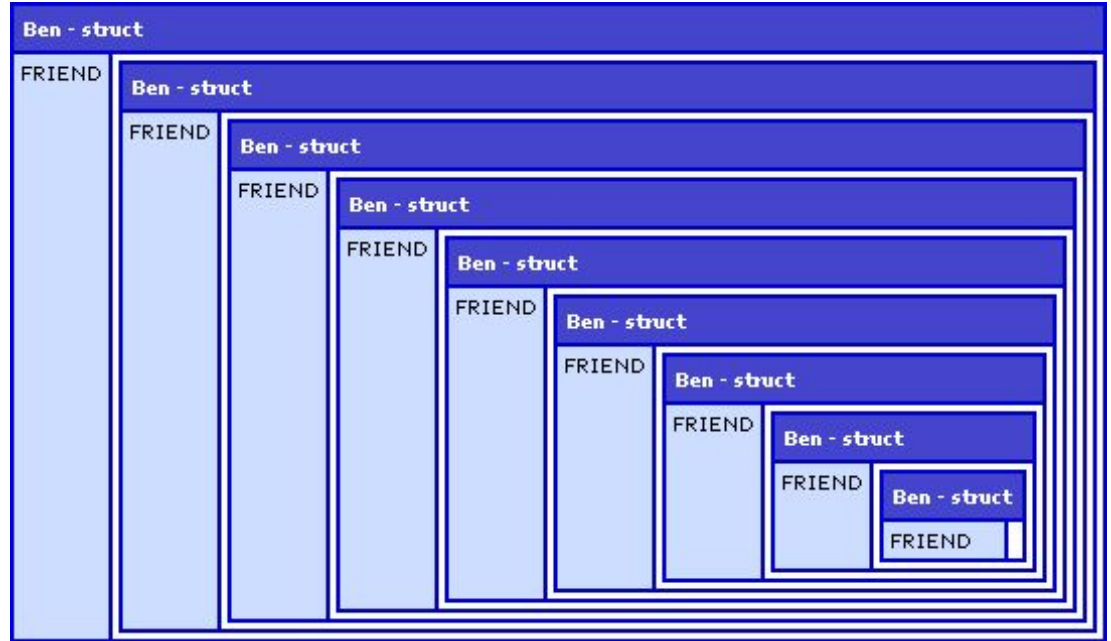 Ben - struct
FRIEND
Ben - struct
FRIEND
Ben - struct
FRIEND
Ben - struct
FRIEND
Ben - struct
FRIEND
Ben - struct
FRIEND
Ben - struct
FRIEND
Ben - struct
FRIEND
Ben - struct
FRIEND